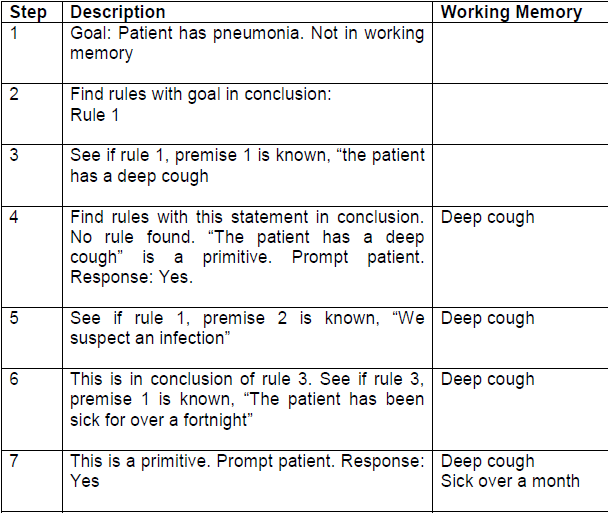 Step Description Working Memory
1 Goal: Patient has pneumonia. Not in working
memory
2 Find rules with goal in conclusion:
Rule 1
3 See if rule 1, premise 1 is known, “the patient
has a deep cough
4 Find rules with this statement in conclusion. Deep cough
No rule found. “The patient has a deep
cough” is a primitive. Prompt patient.
Response: Yes.
5 See if rule 1, premise 2 is known, “We Deep cough
suspect an infection”
6 This is in conclusion of rule 3. See if rule 3, Deep cough
premise 1 is known, “The patient has been
sick for over a fortnight”
7 This is a primitive. Prompt patient. Response: Deep cough
Yes Sick over a month